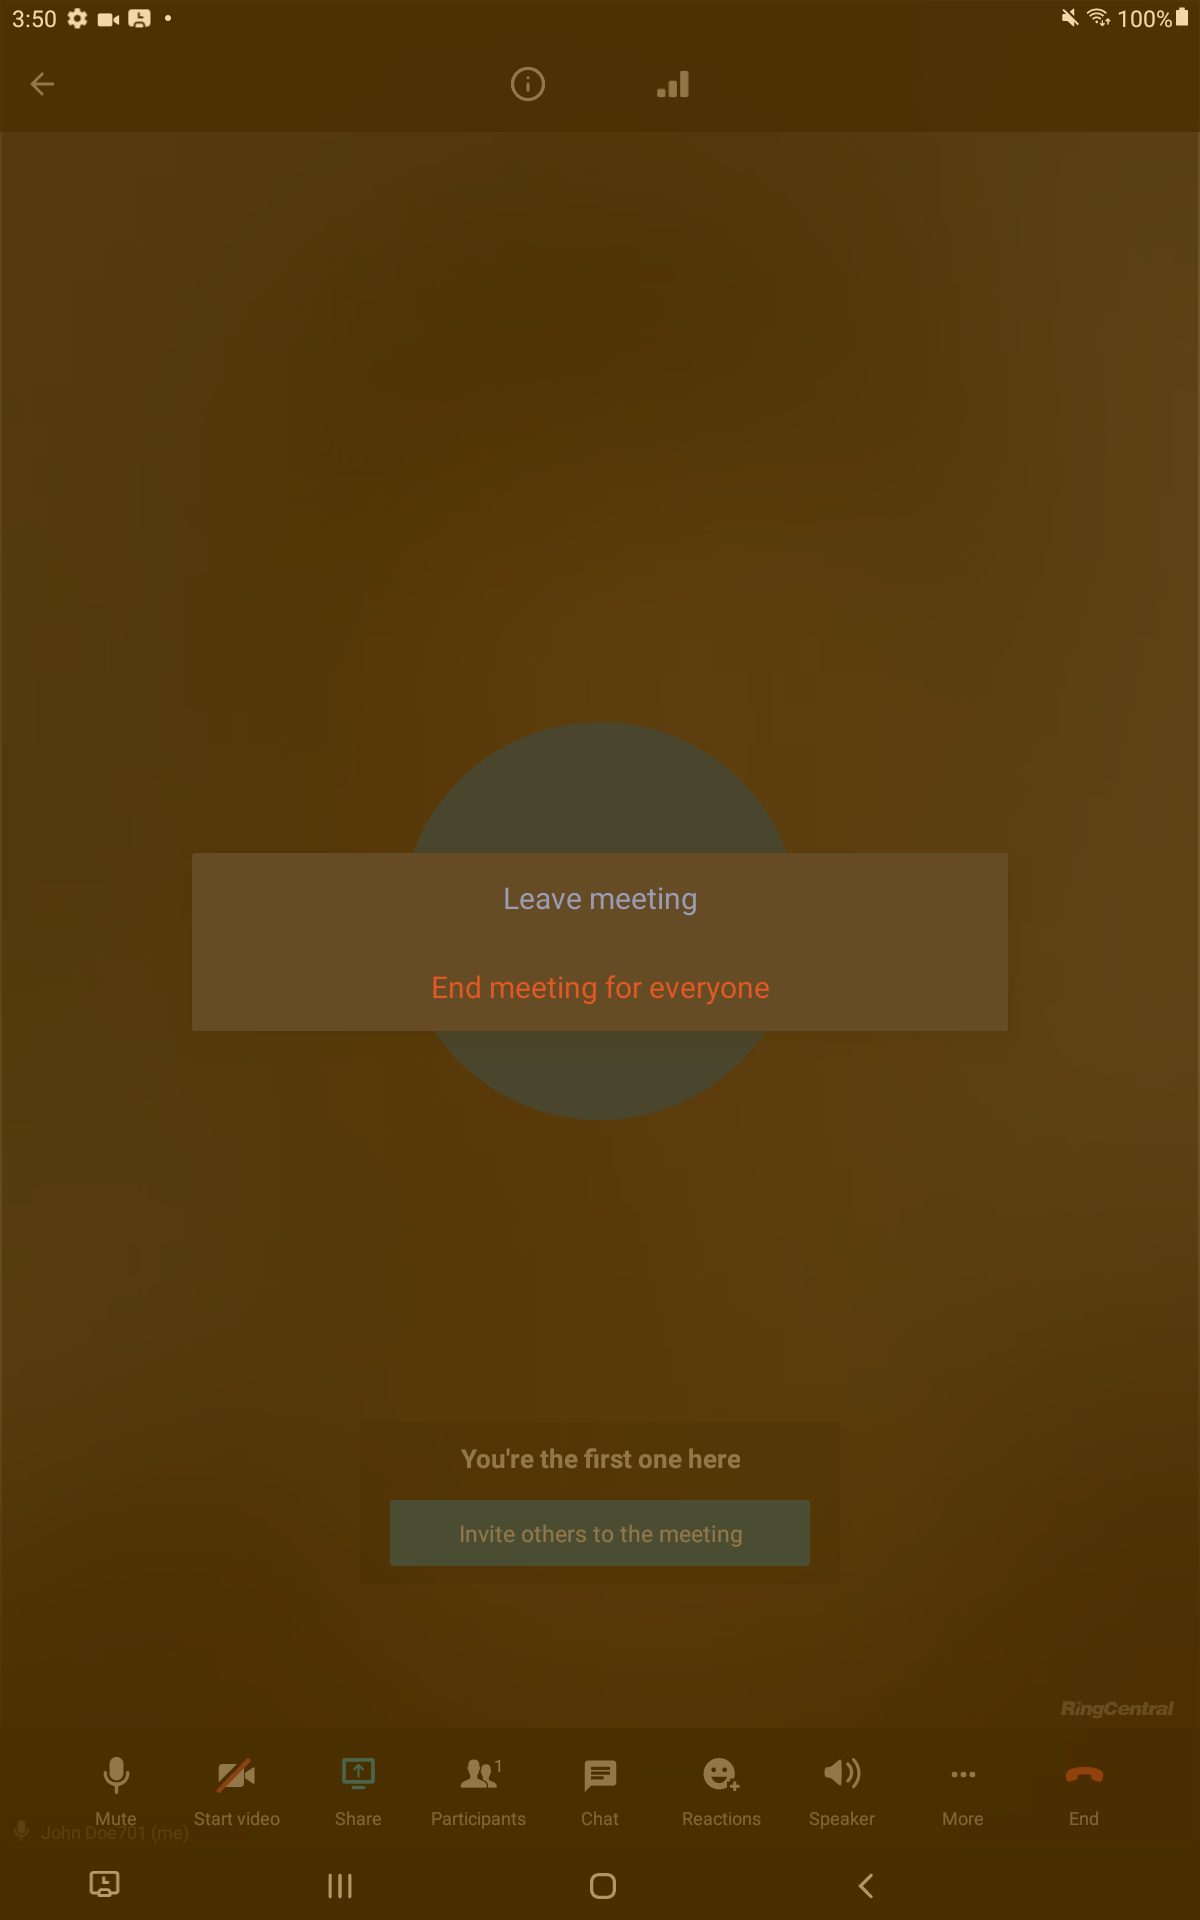 3:50
100%
Leave meeting
End meeting for everyone
You're the first one here
Invite others to the meeting
RingCentral
1
Mute
Start video
Share
Participants
Chat
Reactions
Speaker
More
End
John Doe701 (me)